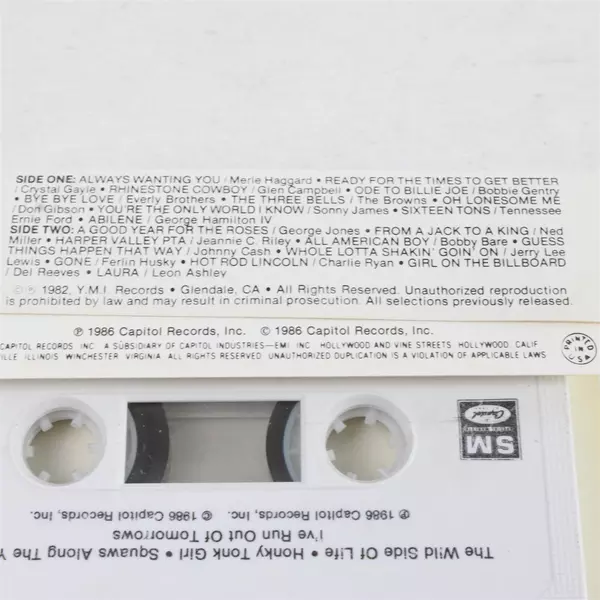 SIDE ONE: ALWAYS WANTING YOU / Merle Haggard • READY FOR THE TIMES TO GET BETTER
/ Crystal Gayle • RHINESTONE COWBOY / Glen Campbell • ODE TO BILLIE JOE / Bobbie Gentry
• BYE BYE LOVE / Everly Brothers • THE THREE BELLS / The Browns • OH LONESOME ME
/ Don Gibson • YOU'RE THE ONLY WORLD I KNOW / Sonny James • SIXTEEN TONS / Tennessee
Ernie Ford • ABILENE / George Hamilton IV
SIDE TWO: A GOOD YEAR FOR THE ROSES / George Jones • FROM A JACK TO A KING / Ned
Miller • HARPER VALLEY PTA / Jeannie C. Riley • ALL AMERICAN BOY / Bobby Bare • GUESS
THINGS HAPPEN THAT WAY / Johnny Cash • WHOLE LOTTA SHAKIN' GOIN' ON / Jerry Lee
Lewis • GONE / Ferlin Husky • HOT ROD LINCOLN / Charlie Ryan • GIRL ON THE BILLBOARD
/ Del Reeves • LAURA / Leon Ashley
© ℗ 1982, Y.M.I. Records • Glendale, CA • All Rights Reserved. Unauthorized reproduction
is prohibited by law and may result in criminal prosecution. All selections previously released.
℗ 1986 Capitol Records, Inc. © 1986 Capitol Records, Inc.
CAPITOL RECORDS INC A SUBSIDIARY OF CAPITOL INDUSTRIES—EMI INC HOLLYWOOD AND VINE STREETS HOLLYWOOD, CALIF
VILLE ILLINOIS WINCHESTER VIRGINIA ALL RIGHTS RESERVED UNAUTHORIZED DUPLICATION IS A VIOLATION OF APPLICABLE LAWS
PRINTED IN U.S.A.
Capitol
SM
The Wild Side Of Life • Honky Tonk Girl • Squaws Along The Y
I've Run Out Of Tomorrows
℗ 1986 Capitol Records, Inc. © 1986 Capitol Records, Inc.